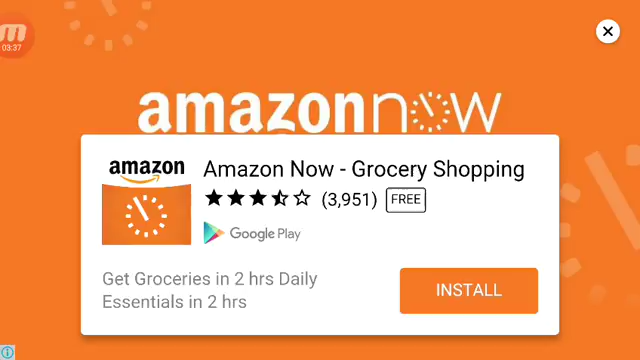 03:37
amazonnow
amazon
Amazon Now - Grocery Shopping
(3,951) FREE
Google Play
Get Groceries in 2 hrs Daily
Essentials in 2 hrs
INSTALL